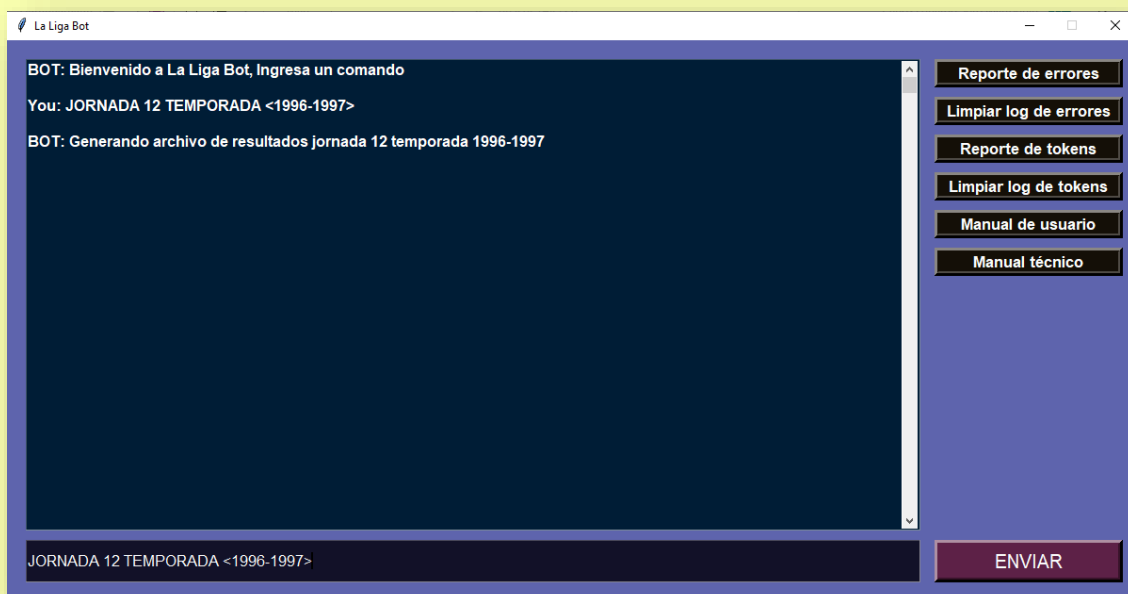 La Liga Bot
BOT: Bienvenido a La Liga Bot, Ingresa un comando
You: JORNADA 12 TEMPORADA <1996-1997>
BOT: Generando archivo de resultados jornada 12 temporada 1996-1997
Reporte de errores
Limpiar log de errores
Reporte de tokens
Limpiar log de tokens
Manual de usuario
Manual técnico
JORNADA 12 TEMPORADA <1996-1997>
ENVIAR